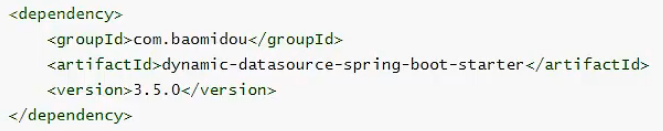 <dependency>
    <groupId>com.baomidou</groupId>
    <artifactId>dynamic-datasource-spring-boot-starter</artifactId>
    <version>3.5.0</version>
</dependency>